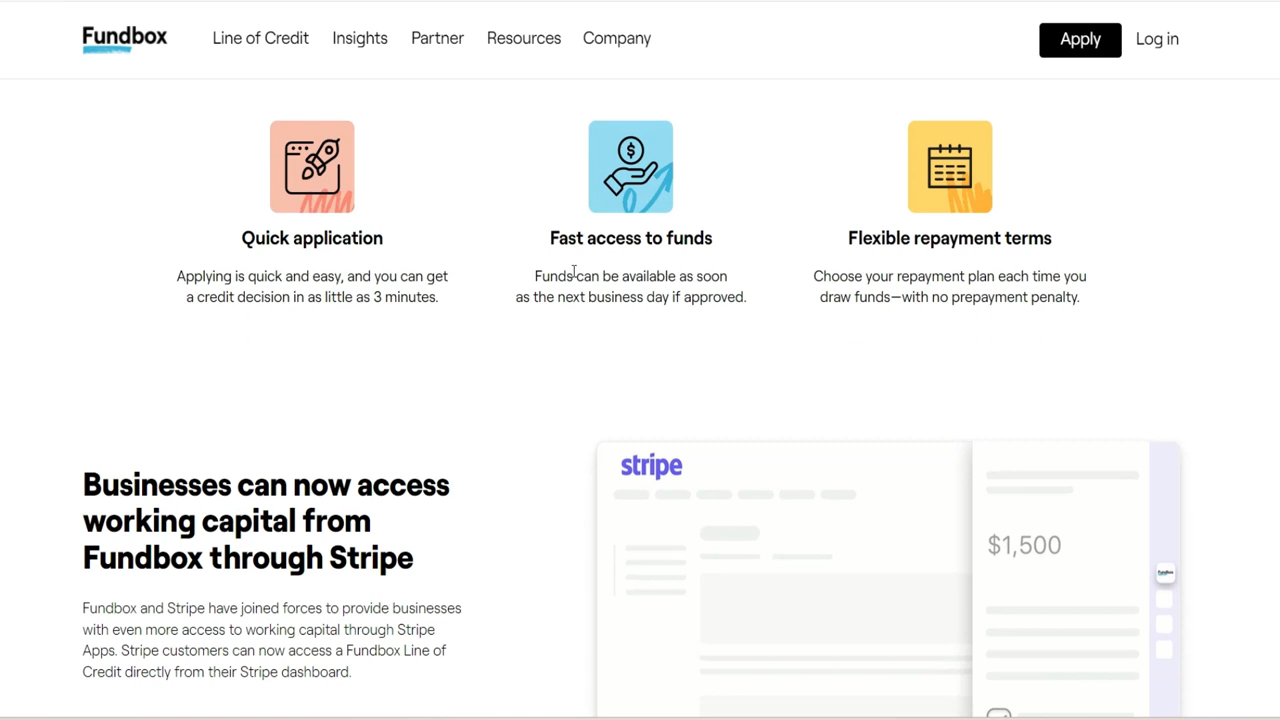 Fundbox
Line of Credit
Insights
Partner
Resources
Company
Apply
Log in
Quick application
Applying is quick and easy, and you can get
a credit decision in as little as 3 minutes.
Fast access to funds
Funds can be available as soon
as the next business day if approved.
Flexible repayment terms
Choose your repayment plan each time you
draw funds—with no prepayment penalty.
Businesses can now access
working capital from
Fundbox through Stripe
Fundbox and Stripe have joined forces to provide businesses
with even more access to working capital through Stripe
Apps. Stripe customers can now access a Fundbox Line of
Credit directly from their Stripe dashboard.
stripe
$1,500
Fundbox